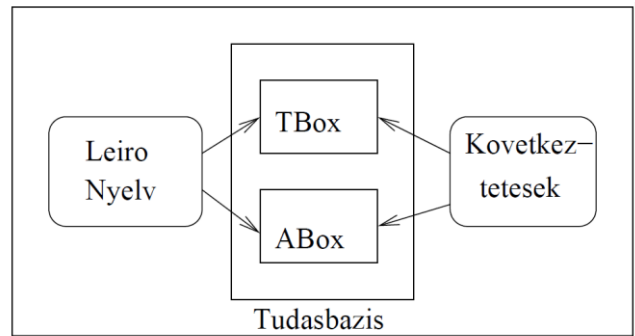 Leiro
Nyelv
TBox
ABox
Kovetkez-
tetesek
Tudasbazis